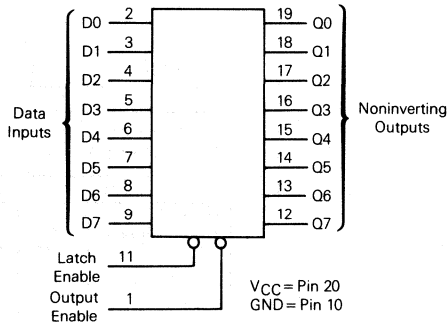 D0 2 19 Q0
D1 3 18 Q1
D2 4 17 Q2
D3 5 16 Q3
D4 6 15 Q4
D5 7 14 Q5
D6 8 13 Q6
D7 9 12 Q7
Data
Inputs
Noninverting
Outputs
Latch 11
Enable
Output 1
Enable
VCC = Pin 20
GND = Pin 10